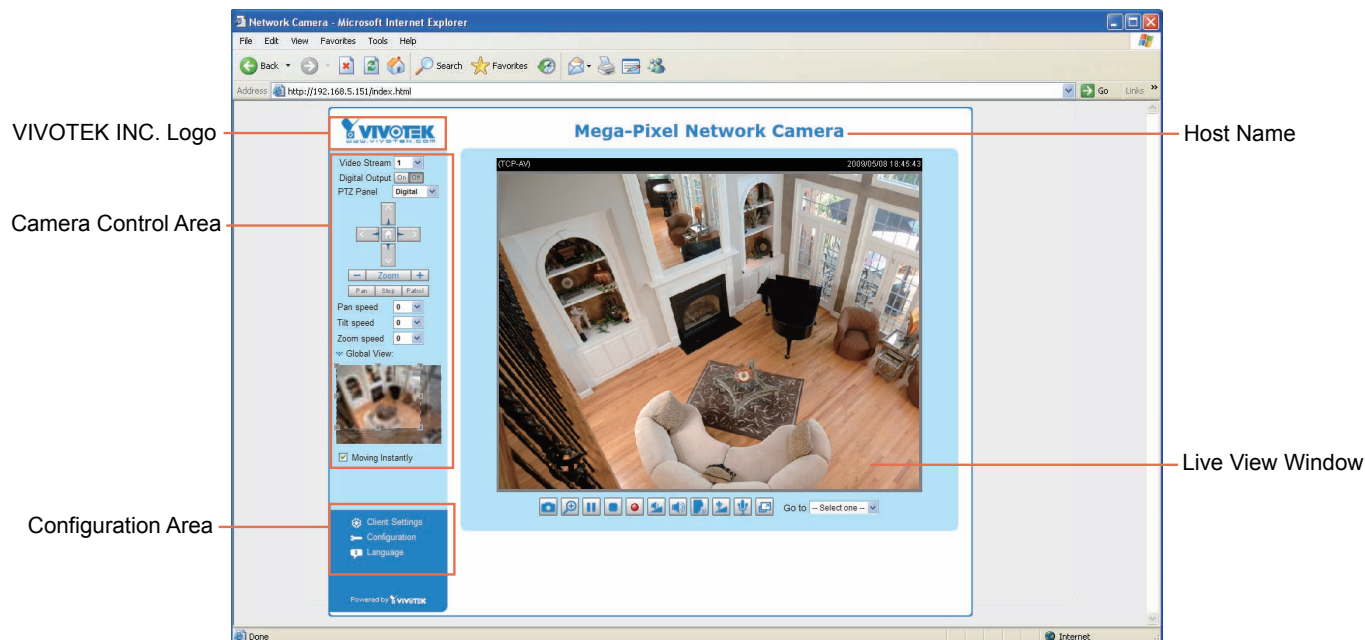 Network Camera - Microsoft Internet Explorer
File Edit View Favorites Tools Help
Back Search Favorites
Address http://192.168.5.151/index.html Go Links »
VIVOTEK INC. Logo
VIVOTEK
WWW.VIVOTEK.COM
Mega-Pixel Network Camera
Host Name
Camera Control Area
Video Stream 1
Digital Output On Off
PTZ Panel Digital
− Zoom +
Pan Stop Patrol
Pan speed 0
Tilt speed 0
Zoom speed 0
Global View:
Moving Instantly
(TCP-AV) 2009/05/08 18:45:43
Live View Window
Go to -- Select one --
Configuration Area
Client Settings
Configuration
Language
Powered by VIVOTEK
Done Internet